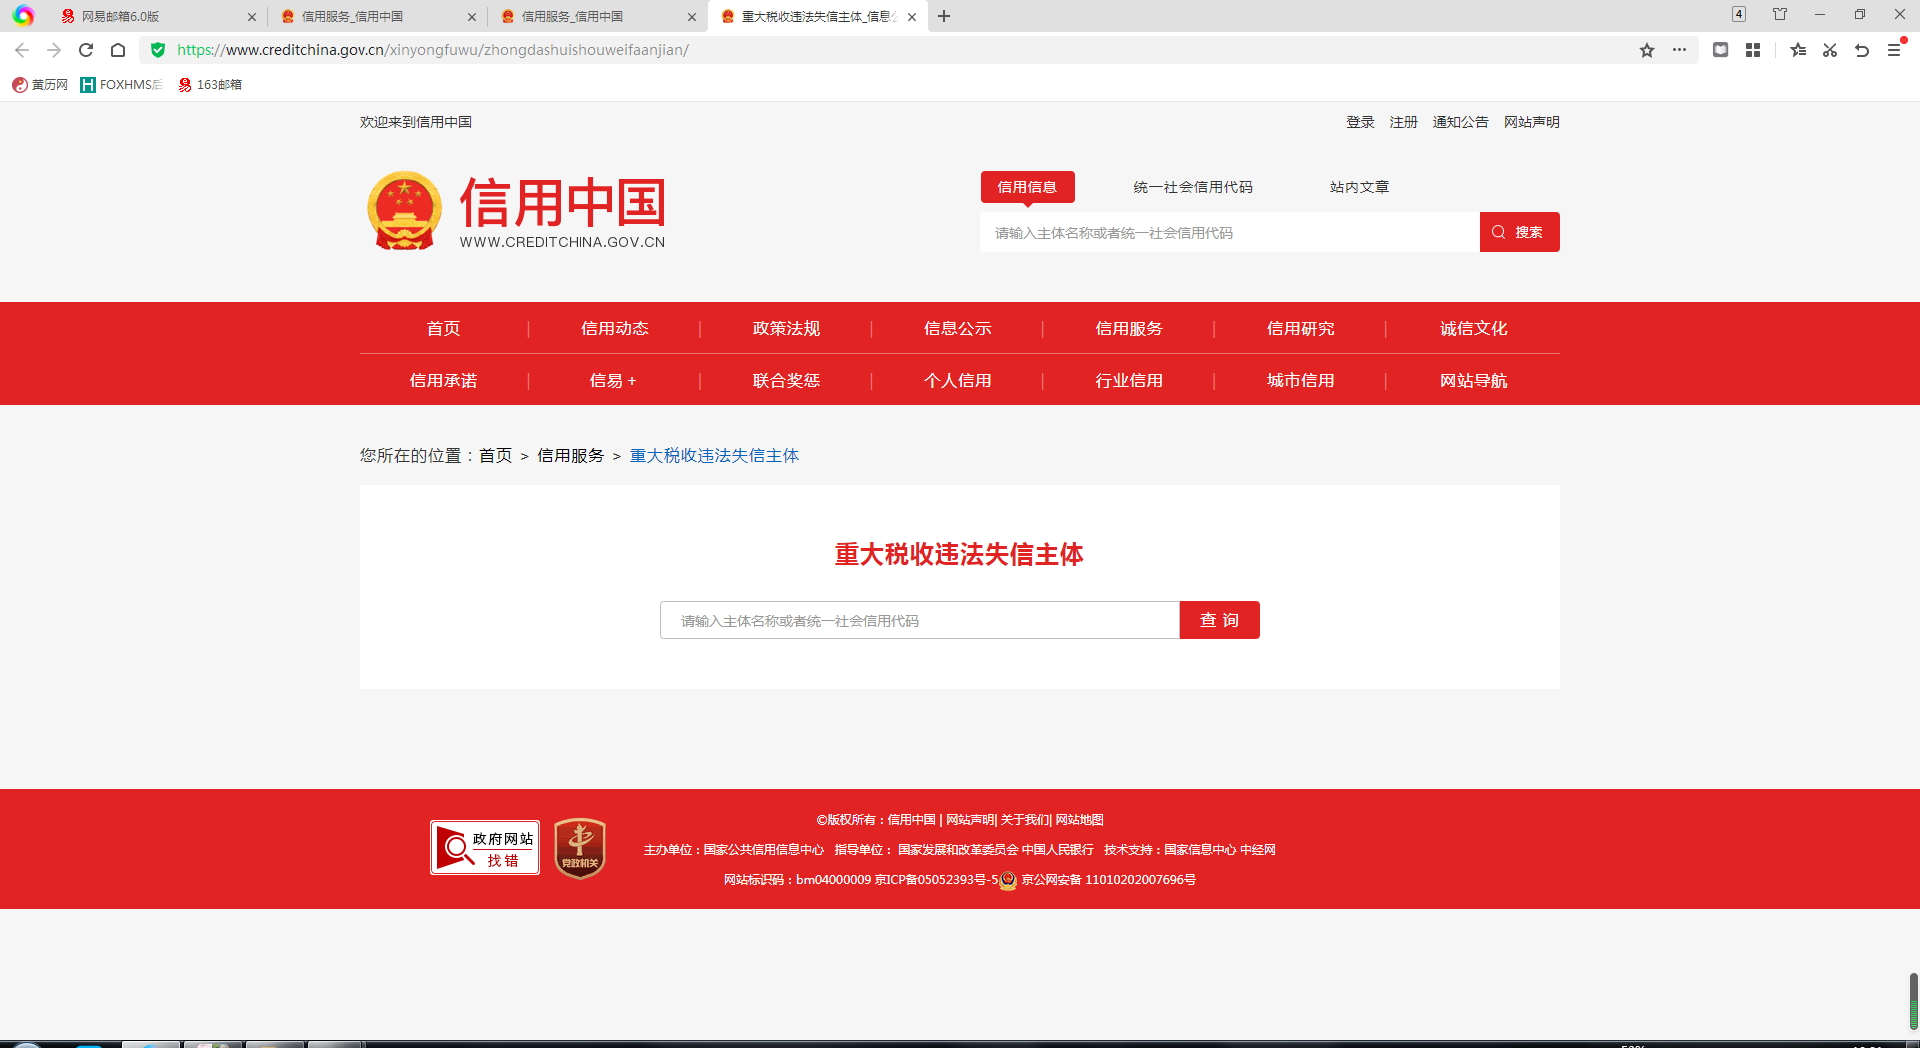 网易邮箱6.0版
信用服务_信用中国
信用服务_信用中国
重大税收违法失信主体_信息
4
https://www.creditchina.gov.cn/xinyongfuwu/zhongdashuishouweifaanjian/
黄历网
FOXHMS后
163邮箱
欢迎来到信用中国
登录 注册 通知公告 网站声明
信用中国
WWW.CREDITCHINA.GOV.CN
信用信息 统一社会信用代码 站内文章
请输入主体名称或者统一社会信用代码
搜索
首页 | 信用动态 | 政策法规 | 信息公示 | 信用服务 | 信用研究 | 诚信文化
信用承诺 | 信易+ | 联合奖惩 | 个人信用 | 行业信用 | 城市信用 | 网站导航
您所在的位置：首页 > 信用服务 > 重大税收违法失信主体
重大税收违法失信主体
请输入主体名称或者统一社会信用代码
查 询
政府网站
找错
党政机关
©版权所有：信用中国 | 网站声明| 关于我们| 网站地图
主办单位：国家公共信用信息中心 指导单位： 国家发展和改革委员会 中国人民银行 技术支持：国家信息中心 中经网
网站标识码：bm04000009 京ICP备05052393号-5 京公网安备 11010202007696号